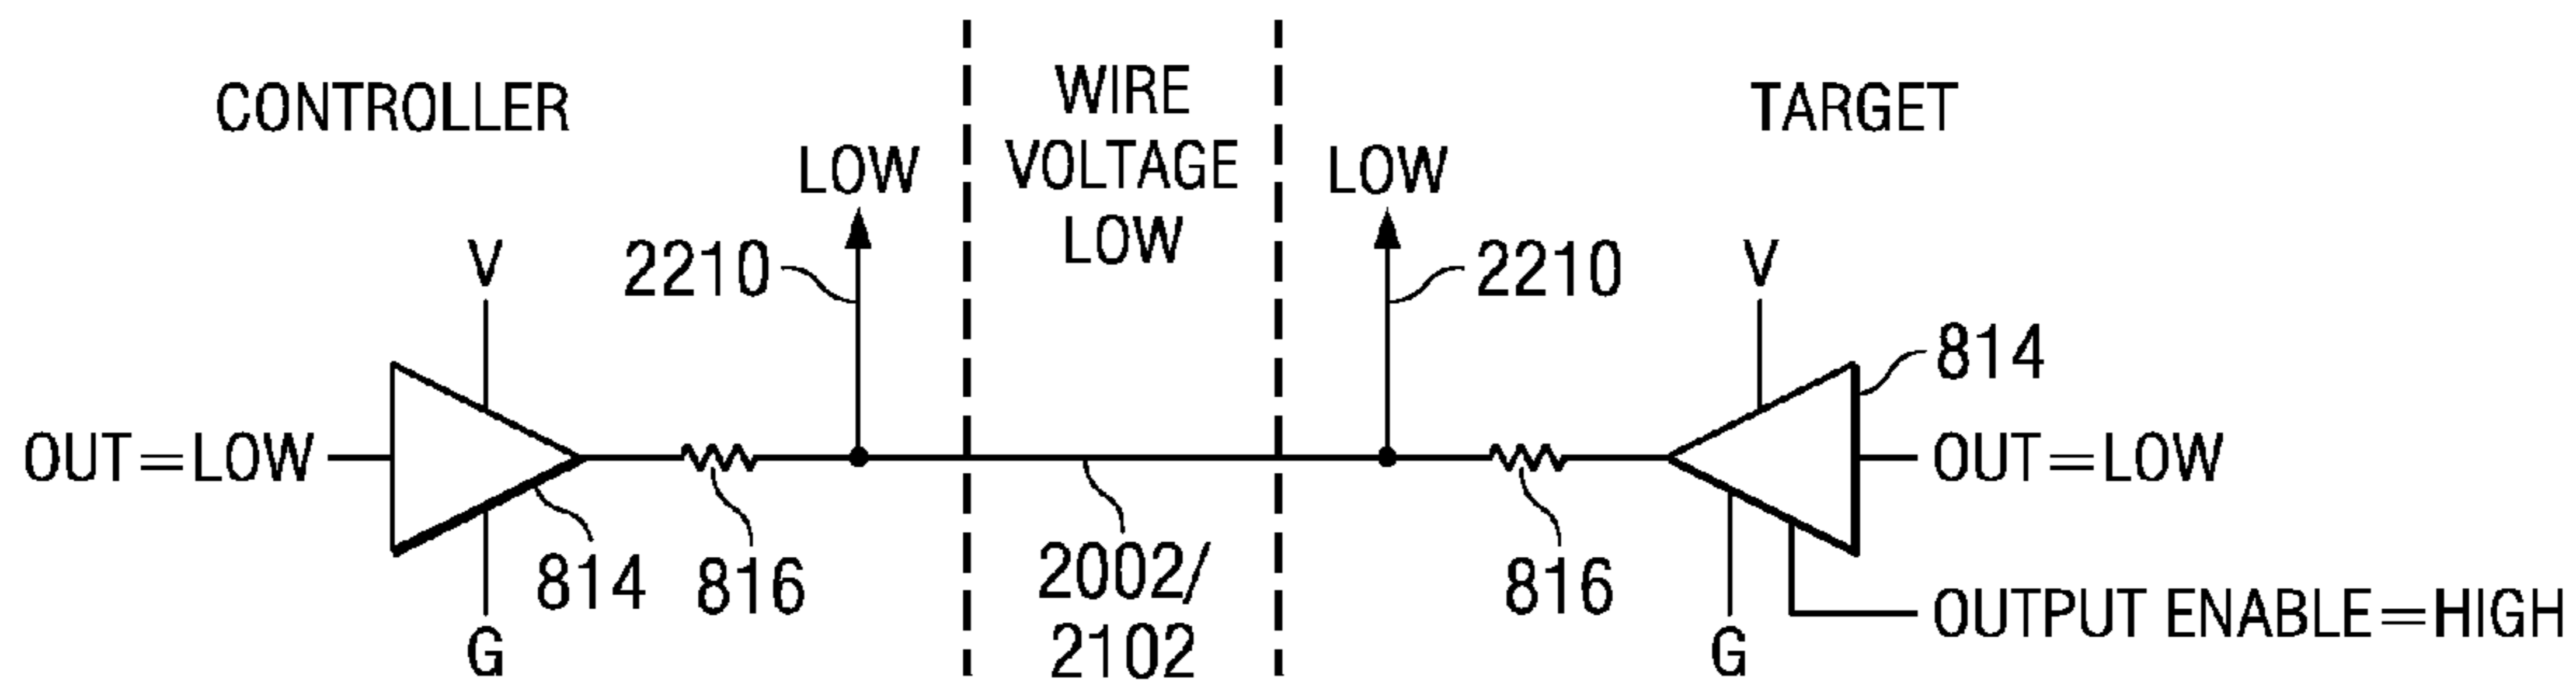 CONTROLLER
WIRE
VOLTAGE
LOW
TARGET
LOW
LOW
V
2210
2210
V
814
OUT=LOW
OUT=LOW
814
816
2002/
2102
816
OUTPUT ENABLE=HIGH
G
G